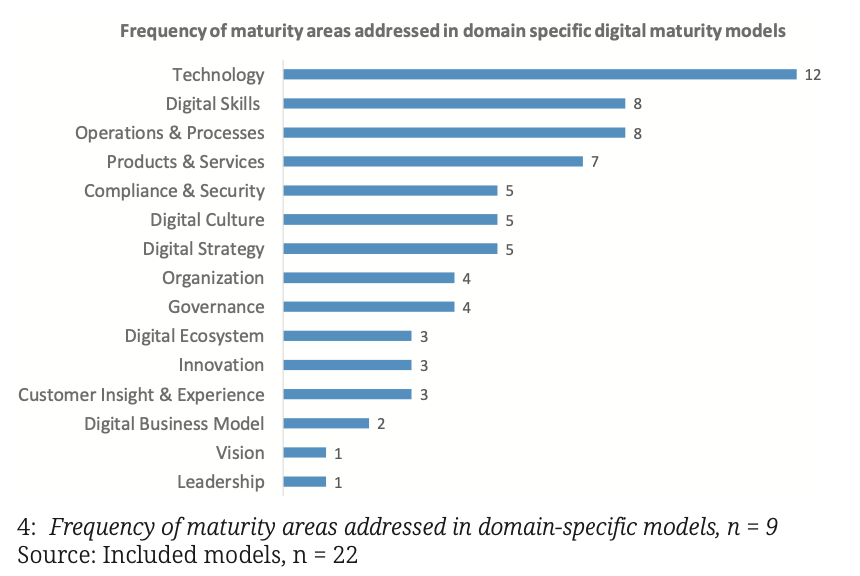 Frequency of maturity areas addressed in domain specific digital maturity models
Technology 12
Digital Skills 8
Operations & Processes 8
Products & Services 7
Compliance & Security 5
Digital Culture 5
Digital Strategy 5
Organization 4
Governance 4
Digital Ecosystem 3
Innovation 3
Customer Insight & Experience 3
Digital Business Model 2
Vision 1
Leadership 1
4: Frequency of maturity areas addressed in domain-specific models, n = 9
Source: Included models, n = 22